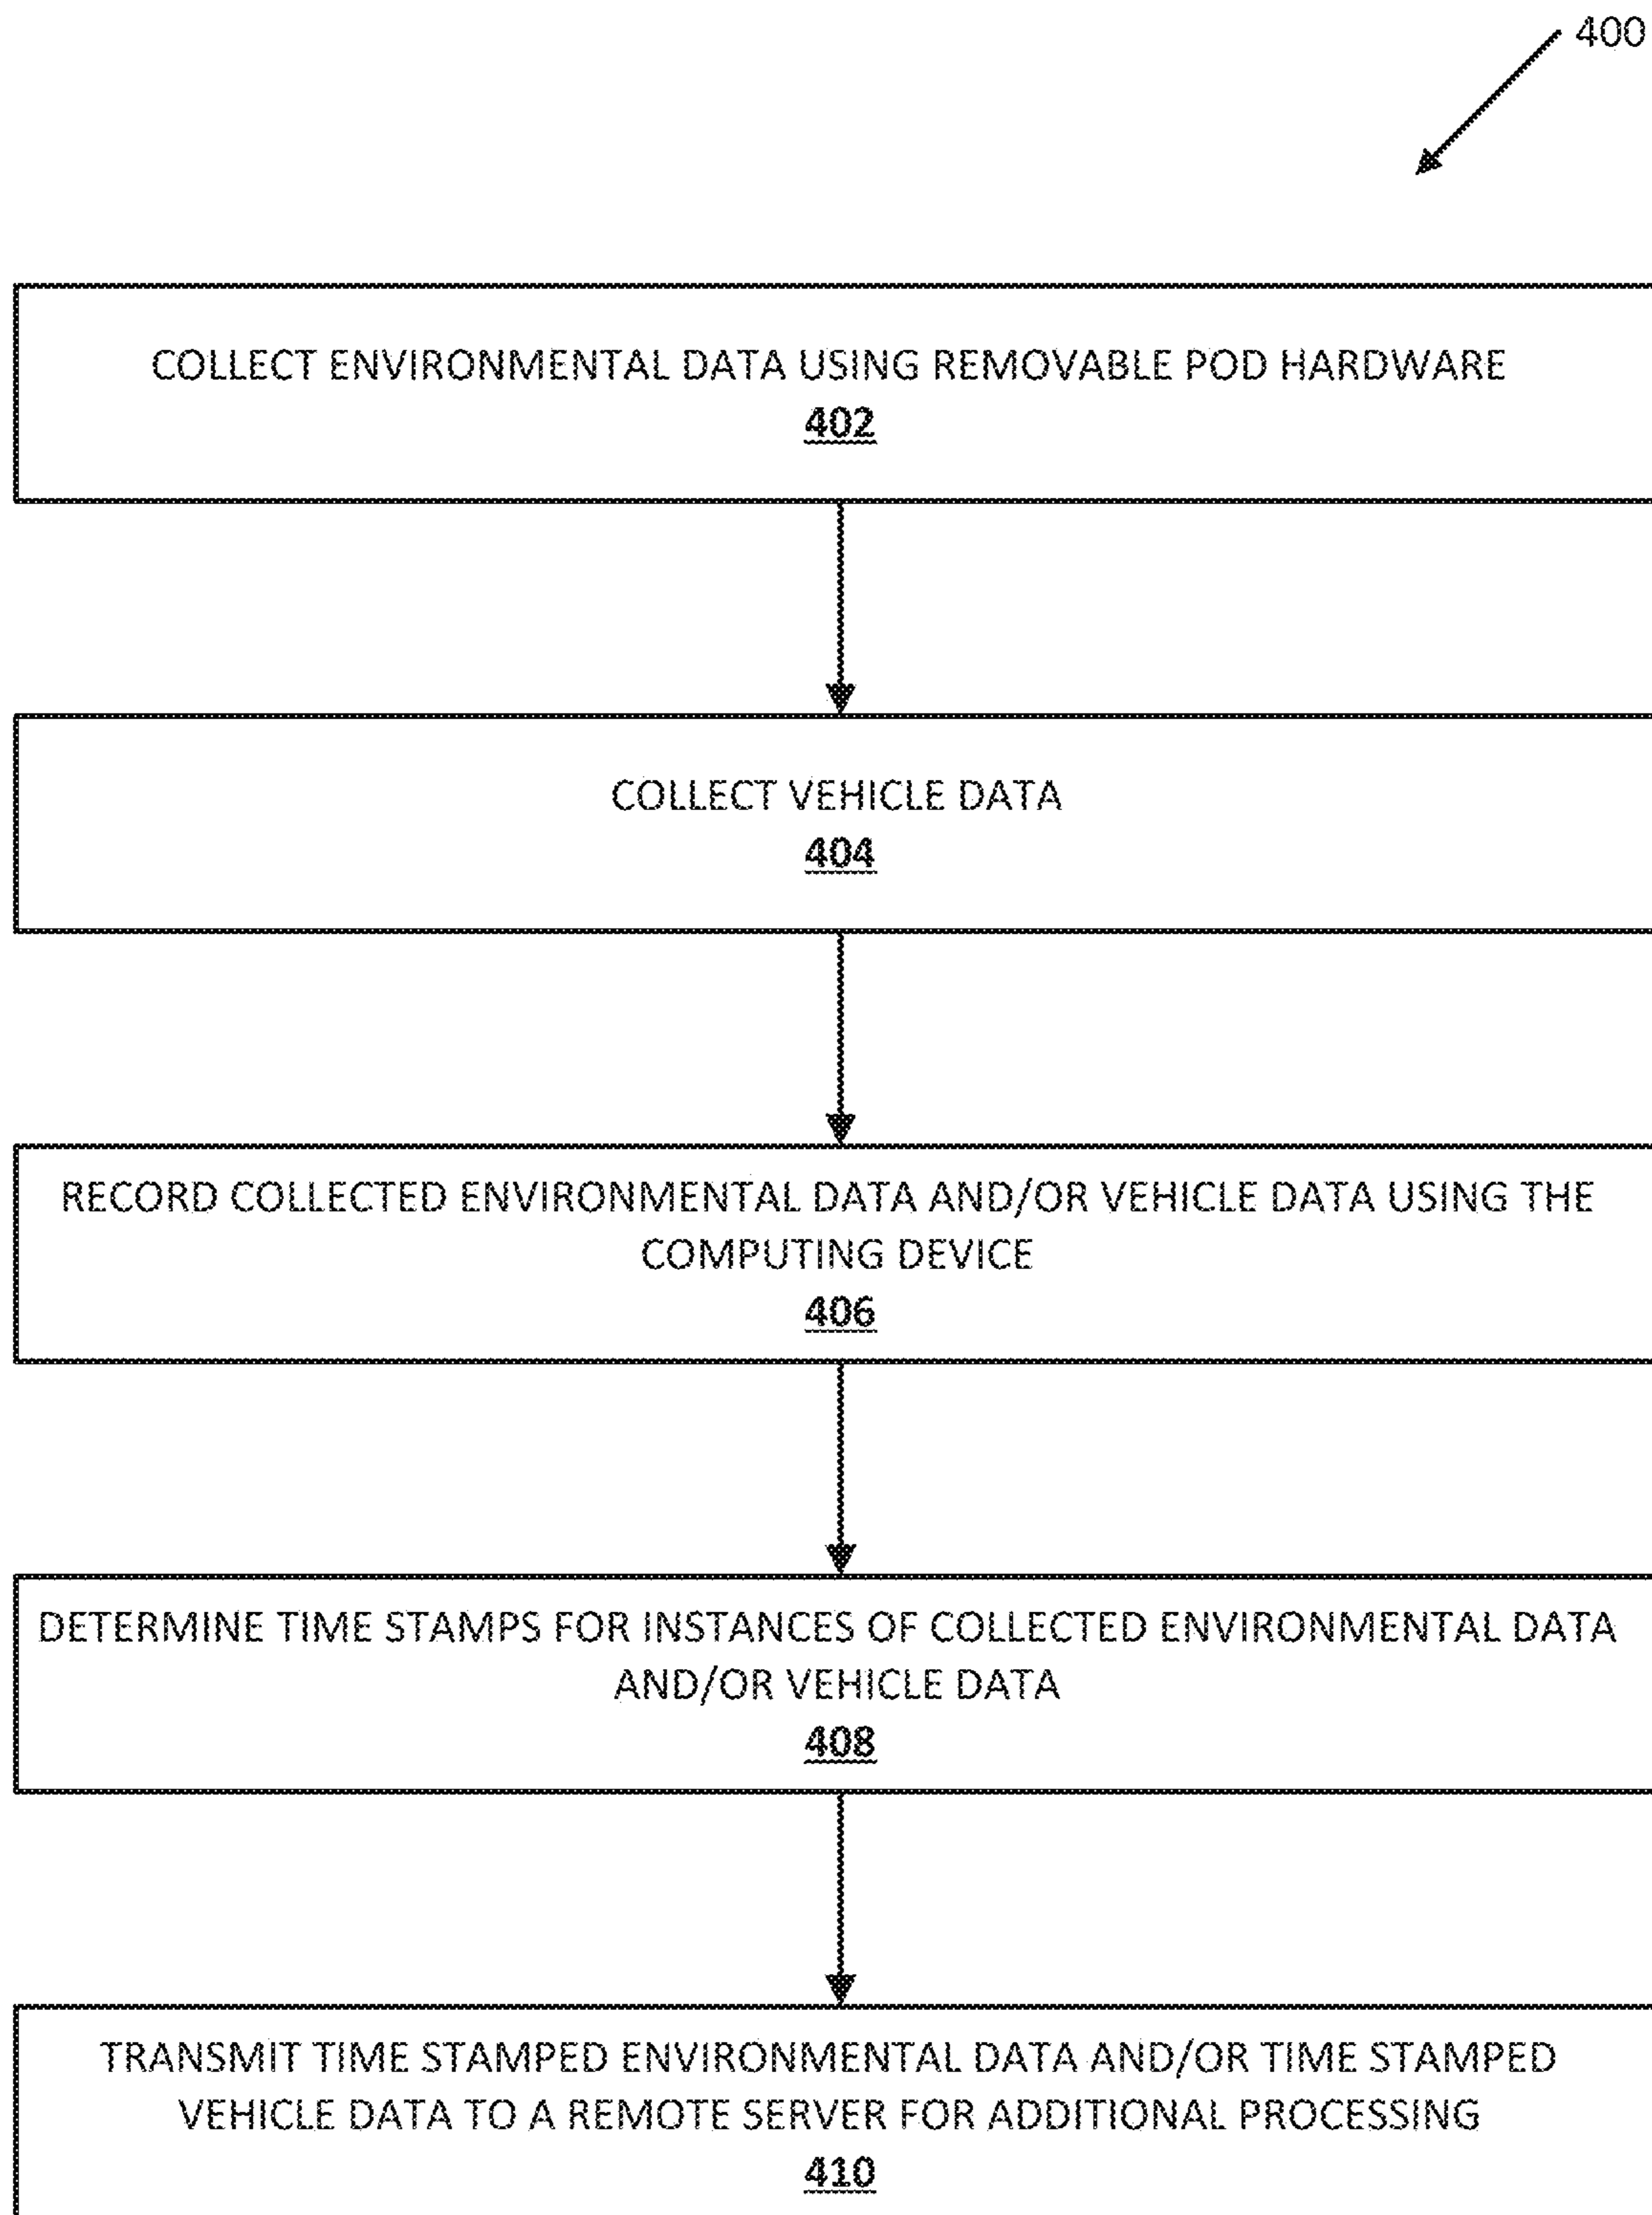 400
COLLECT ENVIRONMENTAL DATA USING REMOVABLE POD HARDWARE
402
COLLECT VEHICLE DATA
404
RECORD COLLECTED ENVIRONMENTAL DATA AND/OR VEHICLE DATA USING THE
COMPUTING DEVICE
406
DETERMINE TIME STAMPS FOR INSTANCES OF COLLECTED ENVIRONMENTAL DATA
AND/OR VEHICLE DATA
408
TRANSMIT TIME STAMPED ENVIRONMENTAL DATA AND/OR TIME STAMPED
VEHICLE DATA TO A REMOTE SERVER FOR ADDITIONAL PROCESSING
410